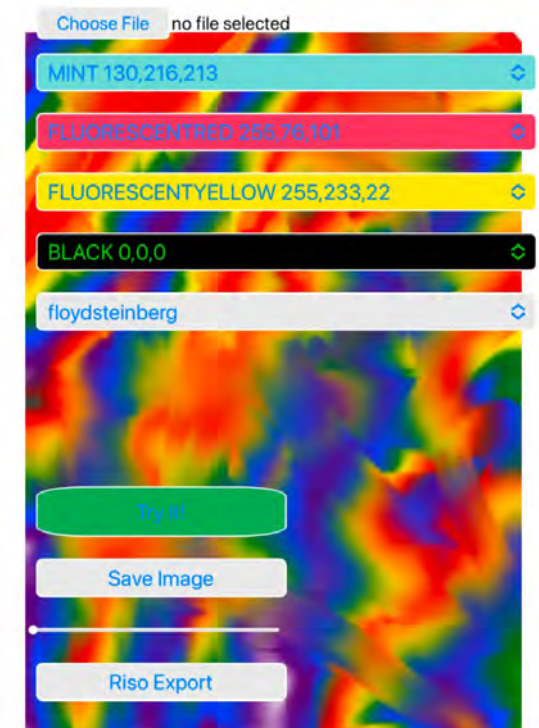 Choose File no file selected
MINT 130,216,213
FLUORESCENTRED 255,76,101
FLUORESCENTYELLOW 255,233,22
BLACK 0,0,0
floydsteinberg
Try it!
Save Image
Riso Export